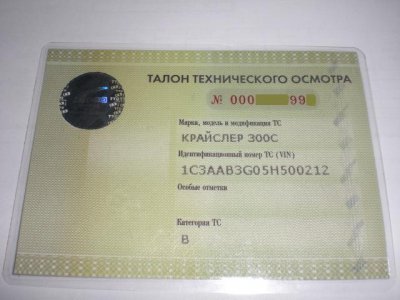 ТАЛОН ТЕХНИЧЕСКОГО ОСМОТРА
№ 000 99
Марка, модель и модификация ТС
КРАЙСЛЕР 300С
Идентификационный номер ТС (VIN)
1C3AAB3G05H500212
Особые отметки
Категория ТС
В